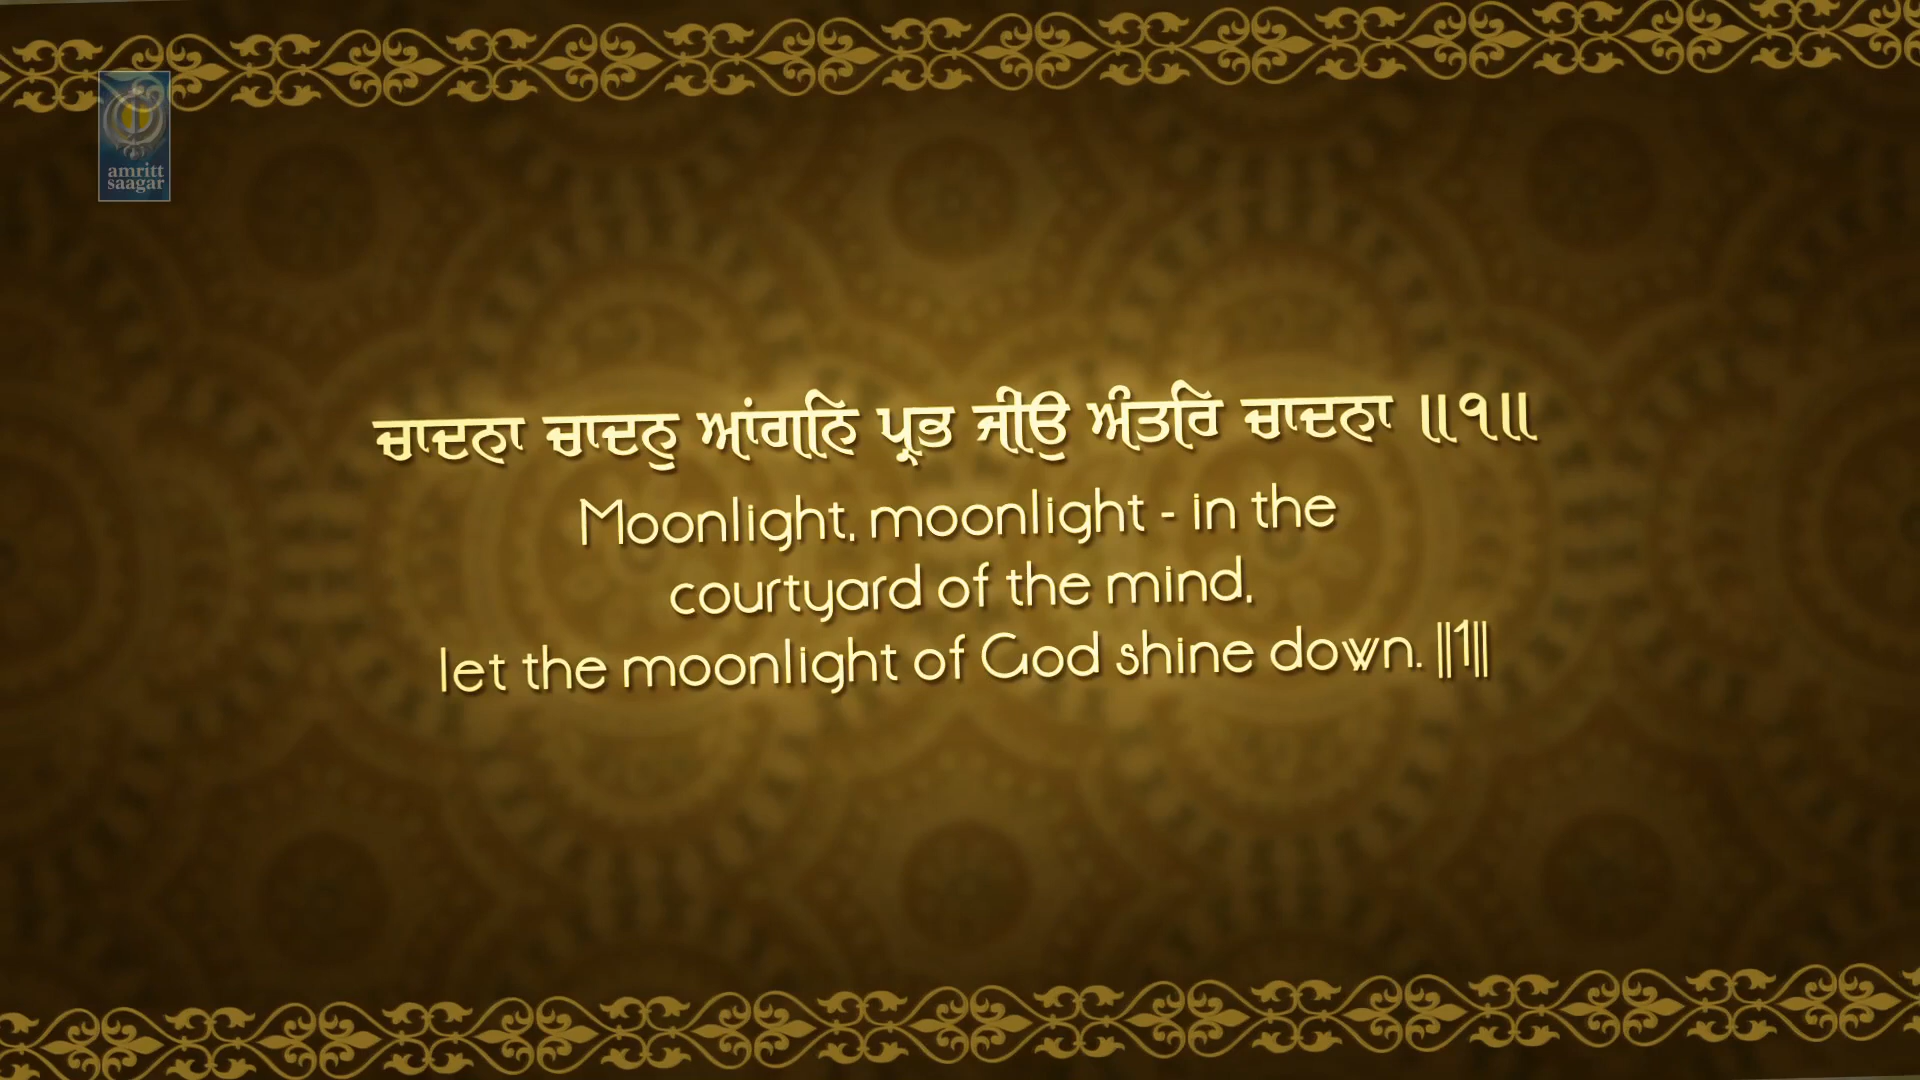 amritt
saagar
ਚਾਦਨਾ ਚਾਦਨੁ ਆਂਗਨਿ ਪ੍ਰਭ ਜੀਉ ਅੰਤਰਿ ਚਾਦਨਾ ॥੧॥
Moonlight, moonlight - in the
courtyard of the mind,
let the moonlight of God shine down. ||1||